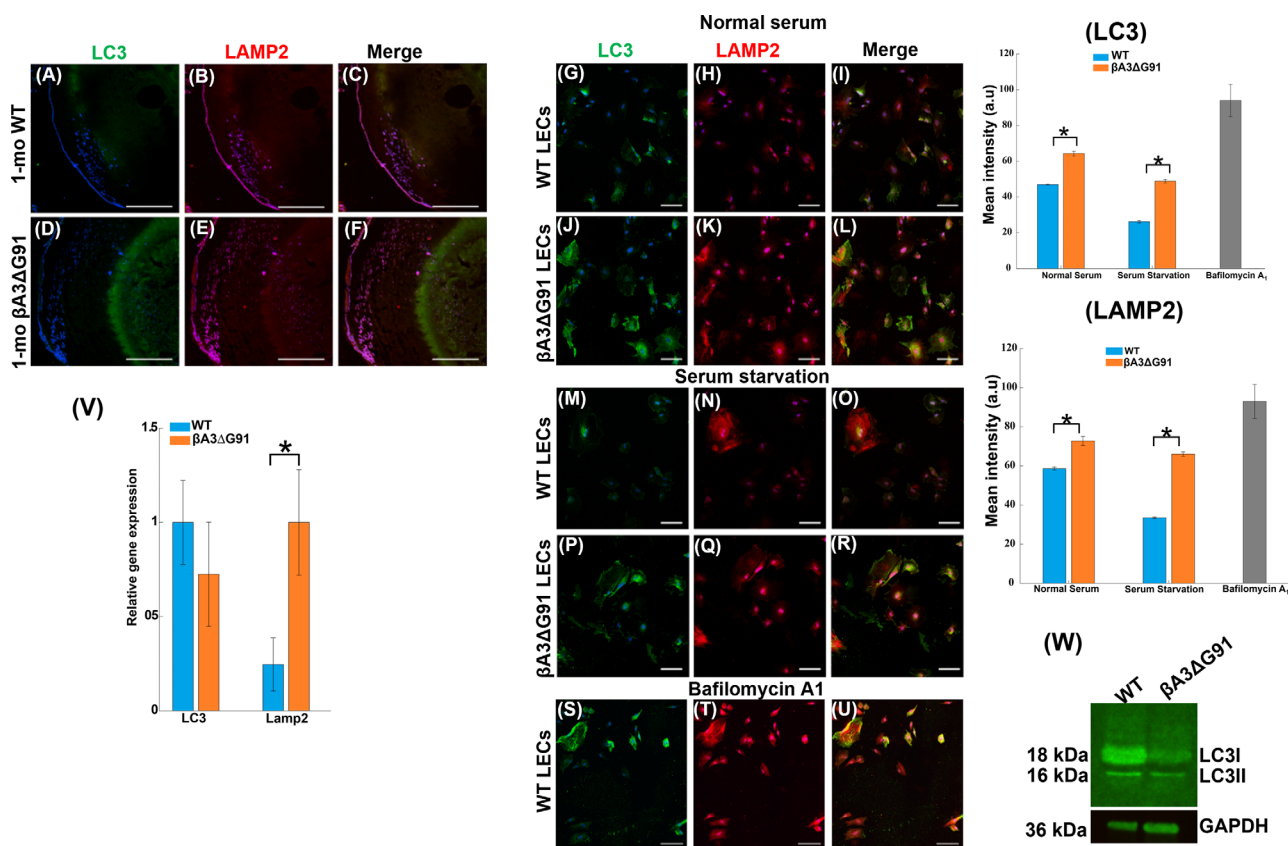 LC3 LAMP2 Merge
1-mo WT
(A) (B) (C)
1-mo βA3ΔG91
(D) (E) (F)
(V)
Relative gene expression
1.5
1
05
0
WT
βA3ΔG91
*
LC3 Lamp2
Normal serum
LC3 LAMP2 Merge
WT LECs
(G) (H) (I)
βA3ΔG91 LECs
(J) (K) (L)
Serum starvation
WT LECs
(M) (N) (O)
βA3ΔG91 LECs
(P) (Q) (R)
Bafilomycin A1
WT LECs
(S) (T) (U)
(LC3)
WT
βA3ΔG91
Mean intensity (a.u)
120
100
80
60
40
20
0
* *
Normal Serum Serum Starvation Bafilomycin A1
(LAMP2)
WT
βA3ΔG91
Mean intensity (a.u)
120
100
80
60
40
20
0
* *
Normal Serum Serum Starvation Bafilomycin A1
(W)
WT βA3ΔG91
18 kDa LC3I
16 kDa LC3II
36 kDa GAPDH